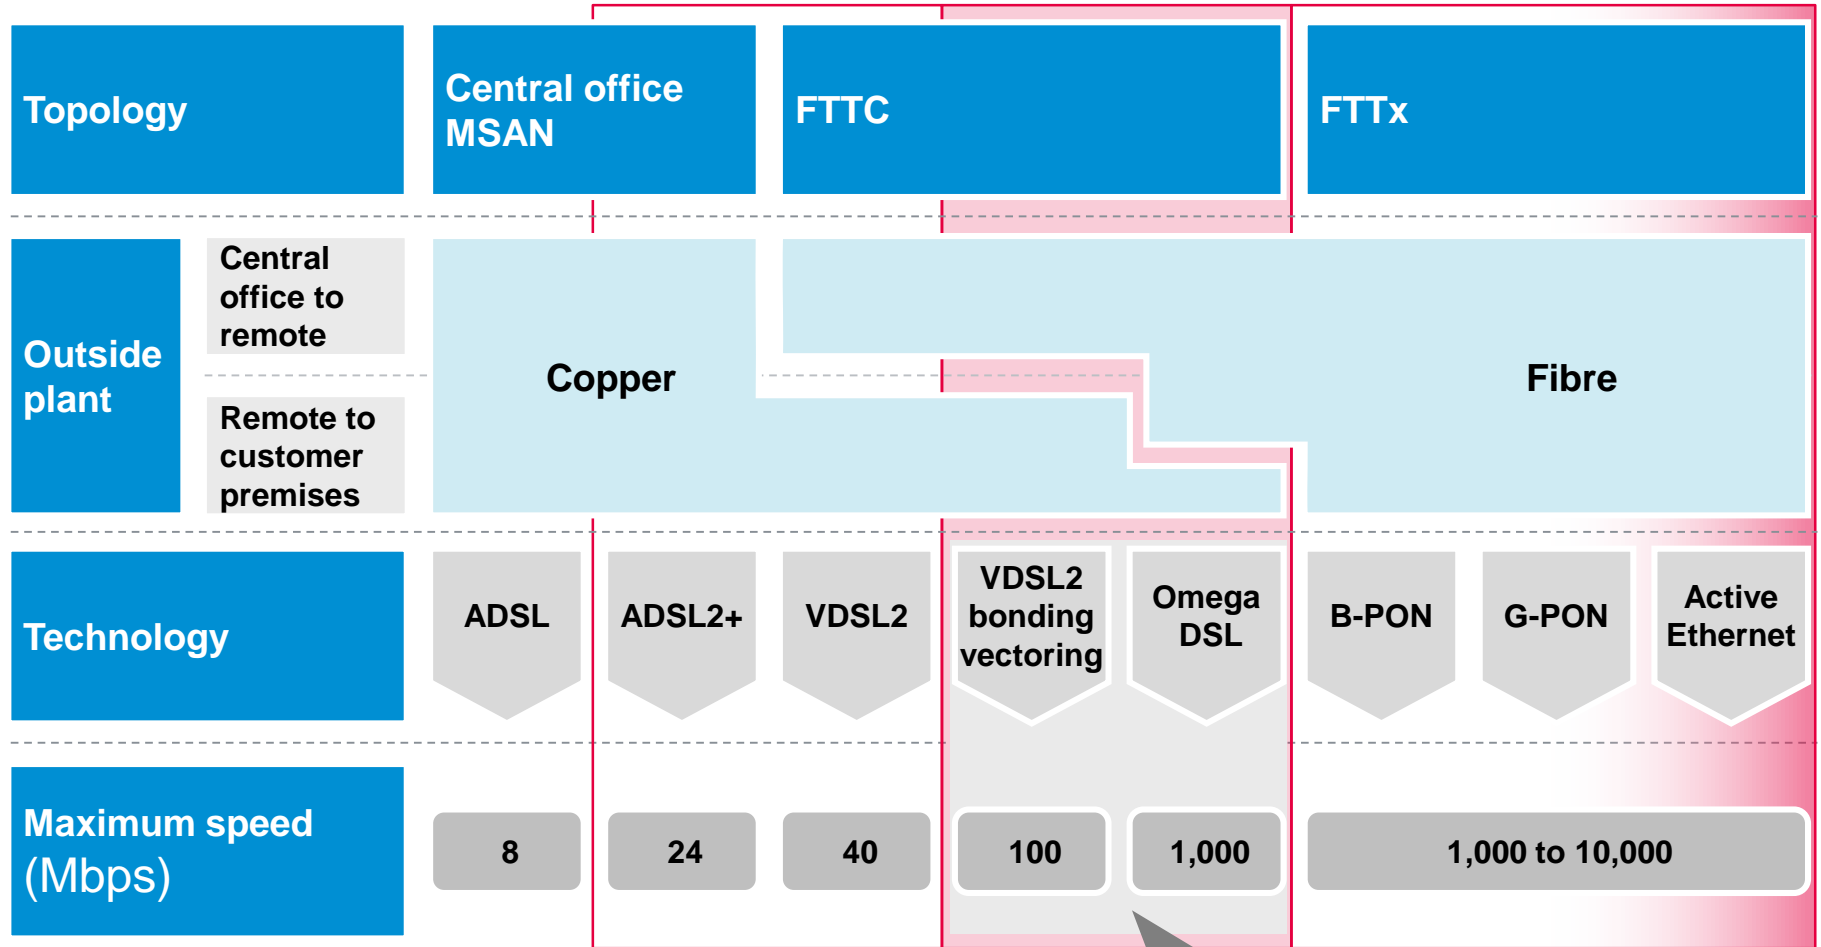 Topology
Central office
MSAN
FTTC
FTTx
Outside
plant
Central
office to
remote
Remote to
customer
premises
Copper
Fibre
Technology
ADSL
ADSL2+
VDSL2
VDSL2
bonding
vectoring
Omega
DSL
B-PON
G-PON
Active
Ethernet
Maximum speed
(Mbps)
8
24
40
100
1,000
1,000 to 10,000